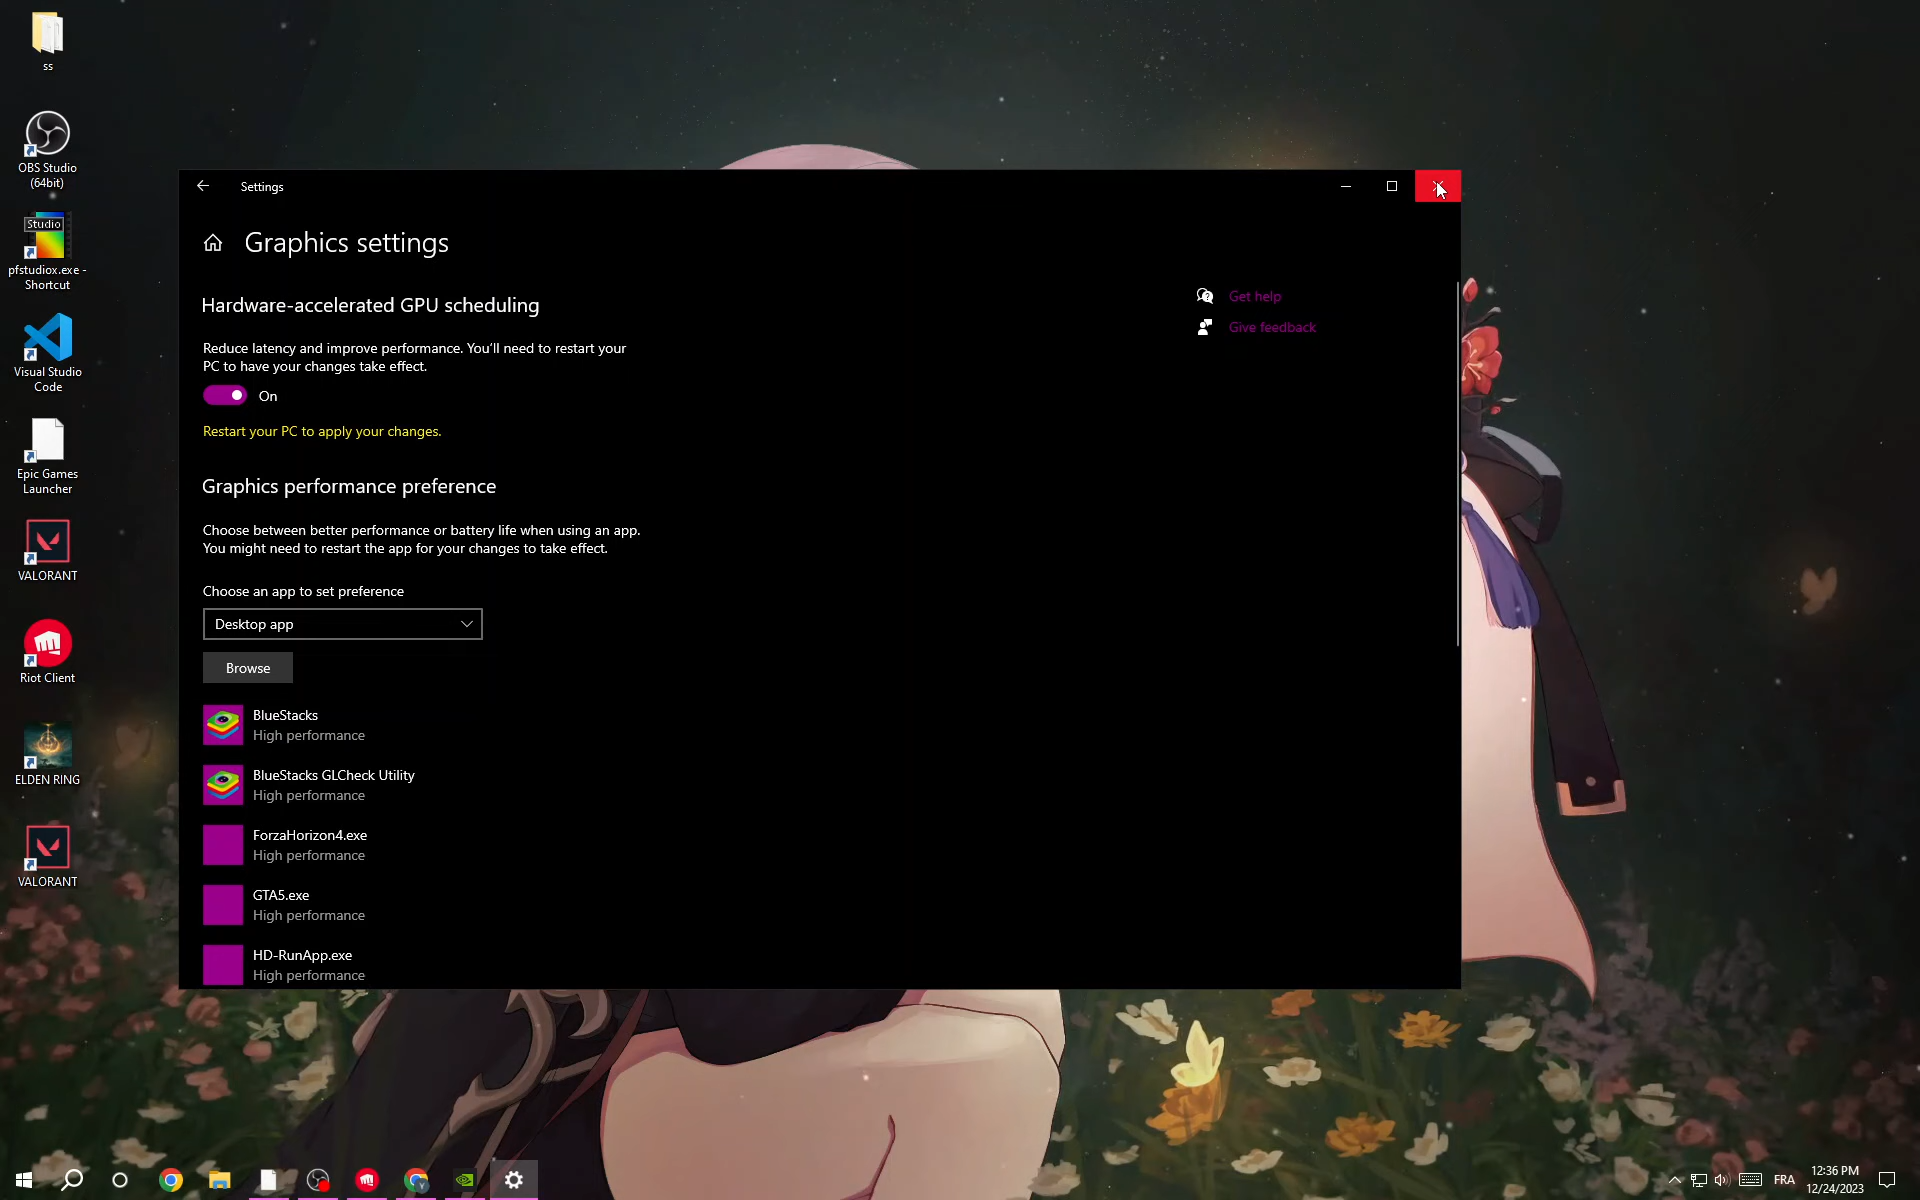 ss
OBS Studio
(64bit)
Studio
pfstudiox.exe -
Shortcut
Visual Studio
Code
Epic Games
Launcher
VALORANT
Riot Client
ELDEN RING
VALORANT
Settings
Graphics settings
Hardware-accelerated GPU scheduling
Reduce latency and improve performance. You'll need to restart your
PC to have your changes take effect.
On
Restart your PC to apply your changes.
Graphics performance preference
Choose between better performance or battery life when using an app.
You might need to restart the app for your changes to take effect.
Choose an app to set preference
Desktop app
Browse
BlueStacks
High performance
BlueStacks GLCheck Utility
High performance
ForzaHorizon4.exe
High performance
GTA5.exe
High performance
HD-RunApp.exe
High performance
Get help
Give feedback
FRA
12:36 PM
12/24/2023